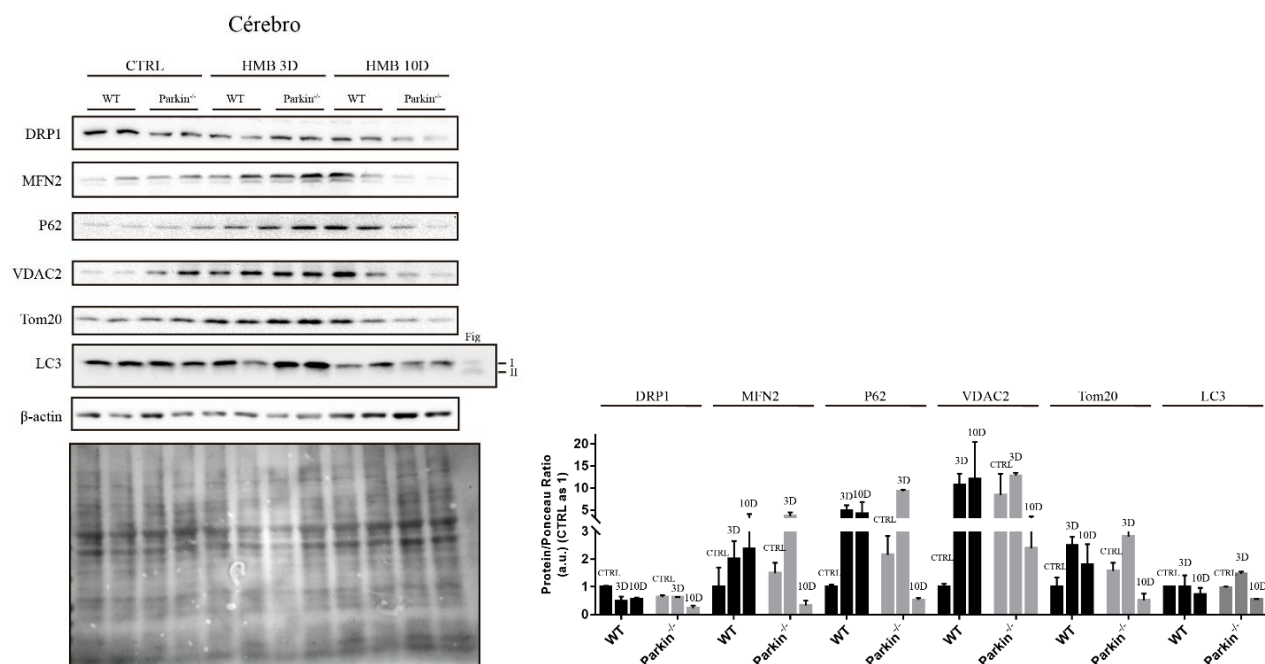 Cérebro
CTRL HMB 3D HMB 10D
WT Parkin-/- WT Parkin-/- WT Parkin-/-
DRP1
MFN2
P62
VDAC2
Tom20
Fig
LC3 I
II
β-actin
DRP1 MFN2 P62 VDAC2 Tom20 LC3
Protein/Ponceau Ratio
(a.u.) (CTRL as 1)
20
15
10
5
3
2
1
0
CTRL 3D 10D CTRL 3D 10D
CTRL 3D 10D CTRL 3D 10D
CTRL 3D 10D CTRL 3D 10D
CTRL 3D 10D CTRL 3D 10D
CTRL 3D 10D CTRL 3D 10D
CTRL 3D 10D CTRL 3D 10D
WT Parkin-/- WT Parkin-/- WT Parkin-/- WT Parkin-/- WT Parkin-/- WT Parkin-/-